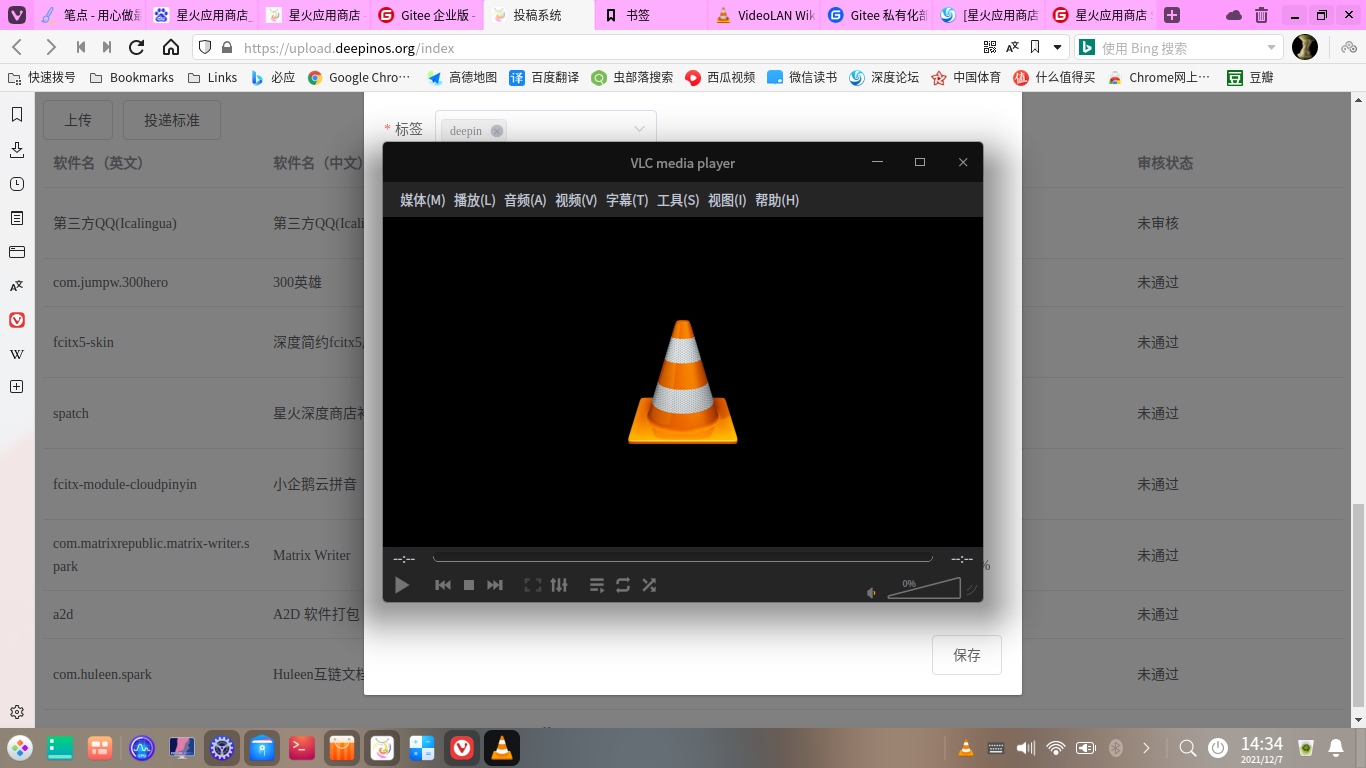 笔点 - 用心做最
星火应用商店_
星火应用商店
Gitee 企业版 -
投稿系统
书签
VideoLAN Wik
Gitee 私有化部
[星火应用商店
星火应用商店
https://upload.deepinos.org/index
使用 Bing 搜索
快速拨号
Bookmarks
Links
必应
Google Chro…
高德地图
百度翻译
虫部落搜索
西瓜视频
微信读书
深度论坛
中国体育
什么值得买
Chrome网上…
豆瓣
上传
投递标准
* 标签
deepin
软件名（英文）
软件名（中文）
审核状态
第三方QQ(Icalingua)
第三方QQ(Icali
未审核
com.jumpw.300hero
300英雄
未通过
fcitx5-skin
深度简约fcitx5
未通过
spatch
星火深度商店
未通过
fcitx-module-cloudpinyin
小企鹅云拼音
未通过
com.matrixrepublic.matrix-writer.s
park
Matrix Writer
未通过
a2d
A2D 软件打包
未通过
com.huleen.spark
Huleen互链文档
未通过
VLC media player
媒体(M) 播放(L) 音频(A) 视频(V) 字幕(T) 工具(S) 视图(I) 帮助(H)
--:--
--:--
%
0%
保存
14:34
2021/12/7